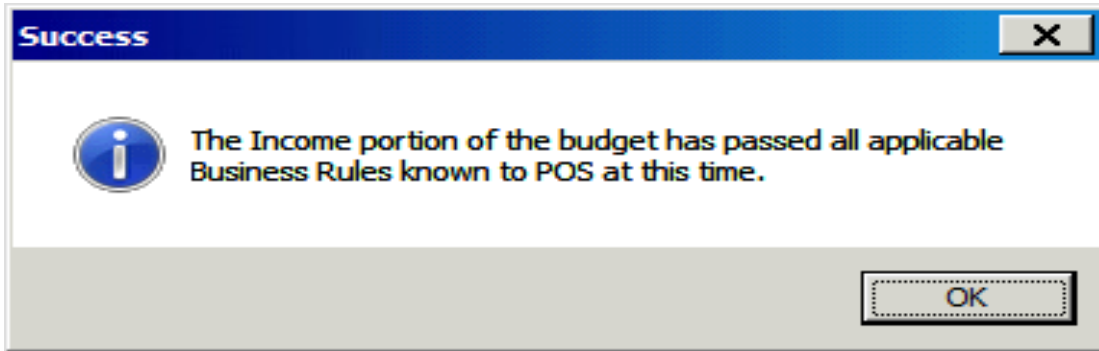 Success
The Income portion of the budget has passed all applicable
Business Rules known to POS at this time.
OK